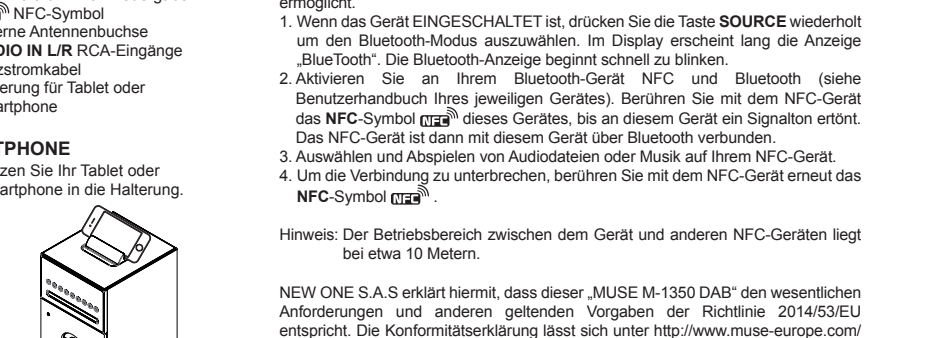 NFC-Symbol
erne Antennenbuchse
DIO IN L/R RCA-Eingänge
zstromkabel
erung für Tablet oder
artphone
TPHONE
zen Sie Ihr Tablet oder
artphone in die Halterung.
ermöglicht.
1. Wenn das Gerät EINGESCHALTET ist, drücken Sie die Taste SOURCE wiederholt
um den Bluetooth-Modus auszuwählen. Im Display erscheint lang die Anzeige
„BlueTooth“. Die Bluetooth-Anzeige beginnt schnell zu blinken.
2. Aktivieren Sie an Ihrem Bluetooth-Gerät NFC und Bluetooth (siehe
Benutzerhandbuch Ihres jeweiligen Gerätes). Berühren Sie mit dem NFC-Gerät
das NFC-Symbol NFC dieses Gerätes, bis an diesem Gerät ein Signalton ertönt.
Das NFC-Gerät ist dann mit diesem Gerät über Bluetooth verbunden.
3. Auswählen und Abspielen von Audiodateien oder Musik auf Ihrem NFC-Gerät.
4. Um die Verbindung zu unterbrechen, berühren Sie mit dem NFC-Gerät erneut das
NFC-Symbol NFC .
Hinweis: Der Betriebsbereich zwischen dem Gerät und anderen NFC-Geräten liegt
bei etwa 10 Metern.
NEW ONE S.A.S erklärt hiermit, dass dieser „MUSE M-1350 DAB“ den wesentlichen
Anforderungen und anderen geltenden Vorgaben der Richtlinie 2014/53/EU
entspricht. Die Konformitätserklärung lässt sich unter http://www.muse-europe.com/